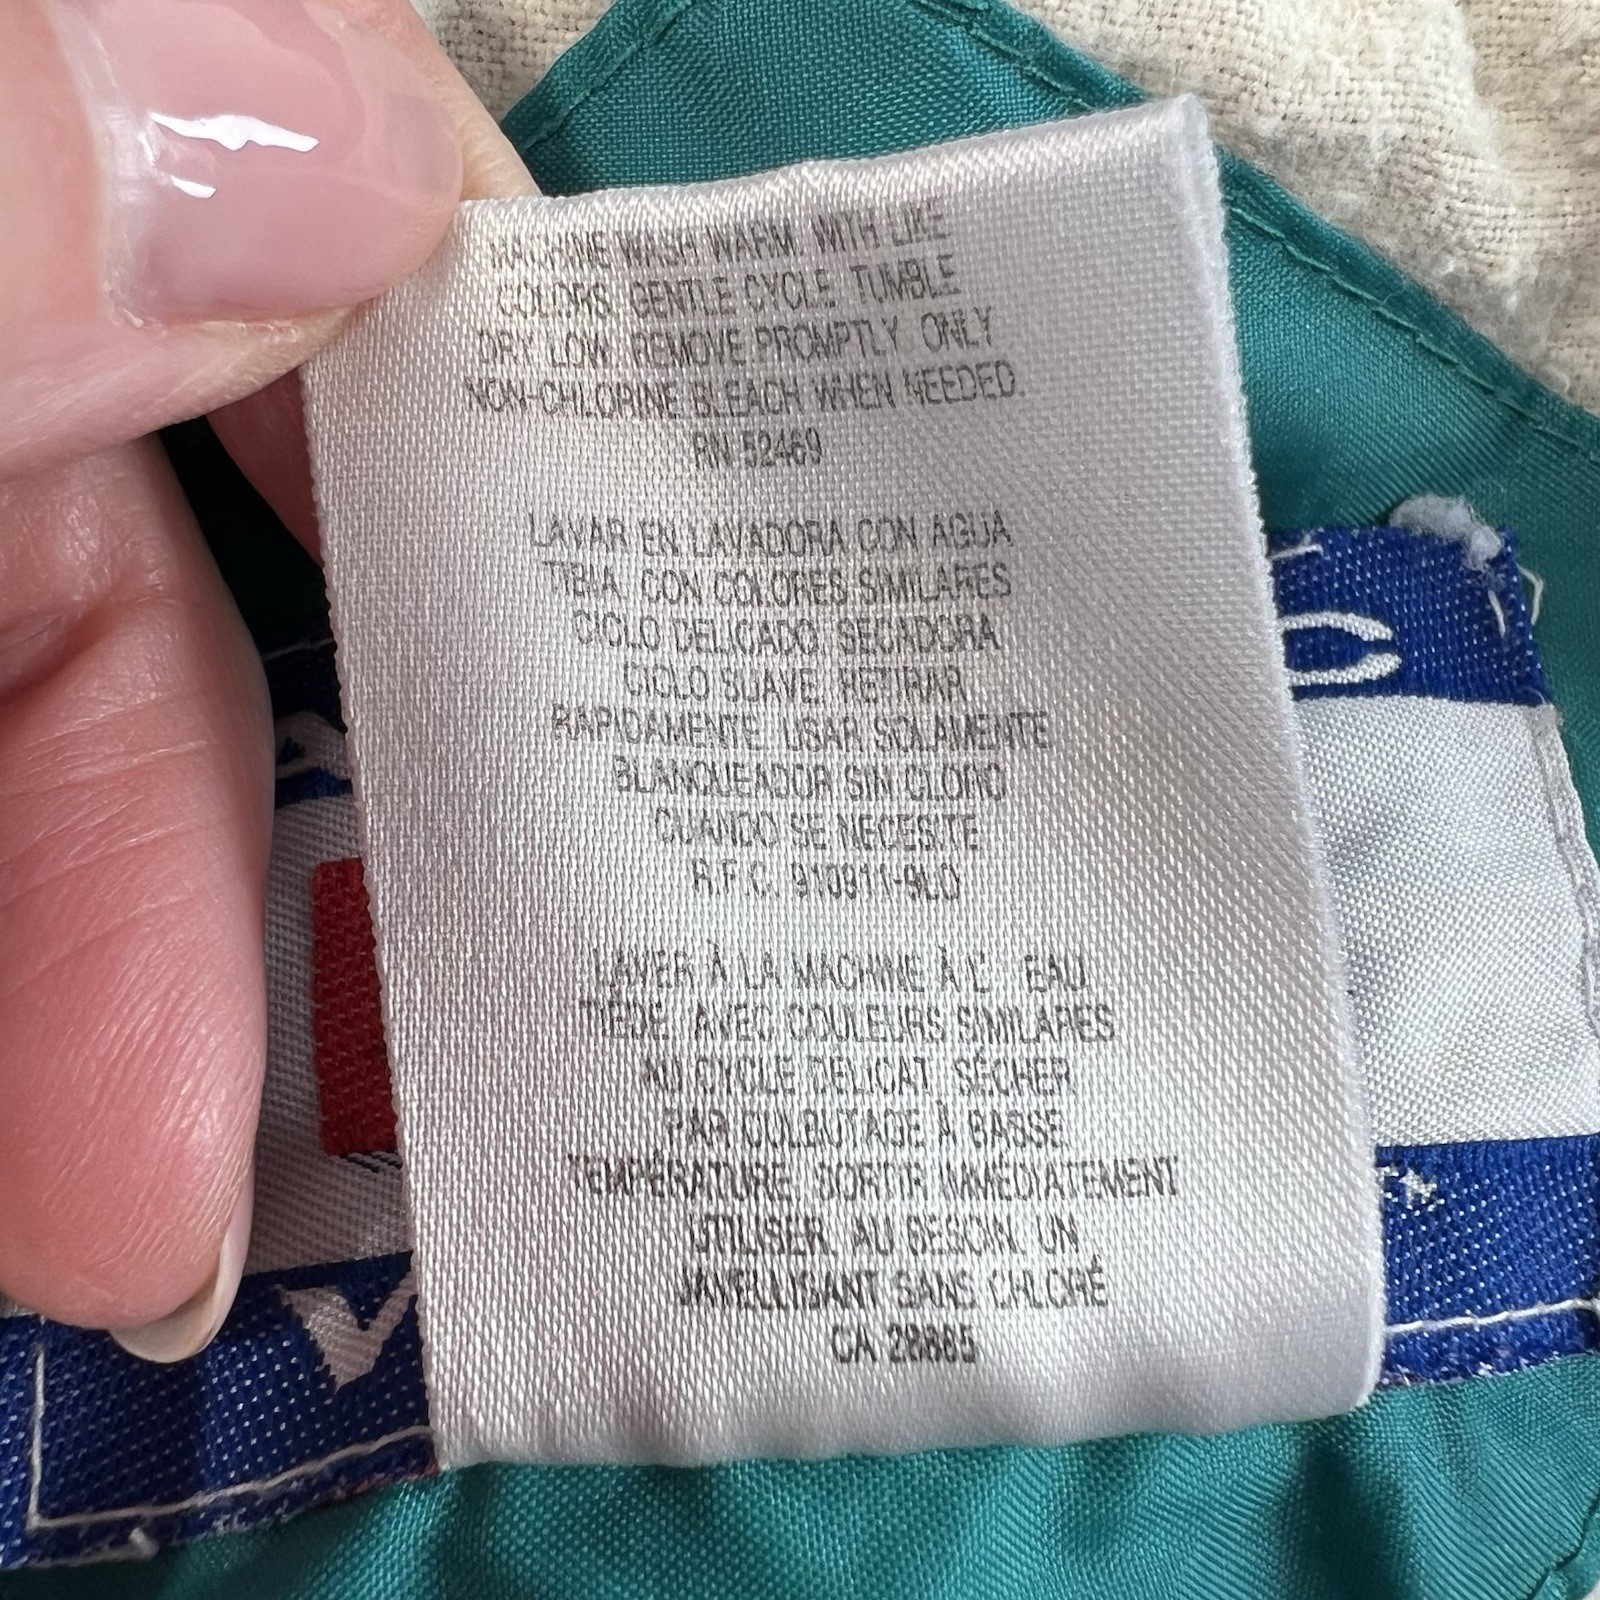 MACHINE WASH WARM, WITH LIKE
COLORS, GENTLE CYCLE, TUMBLE
DRY LOW, REMOVE PROMPTLY, ONLY
NON-CHLORINE BLEACH WHEN NEEDED.
RN 52469
LAVAR EN LAVADORA CON AGUA
TIBIA, CON COLORES SIMILARES
CICLO DELICADO, SECADORA
CICLO SUAVE, RETIRAR
RAPIDAMENTE, USAR SOLAMENTE
BLANQUEADOR SIN CLORO
CUANDO SE NECESITE
R.F.C.
LAVER À LA MACHINE À L' EAU
TIÈDE, AVEC COULEURS SIMILARES
AU CYCLE DÉLICAT, SÉCHER
PAR CULBUTAGE À BASSE
TEMPÉRATURE, SORTIR IMMÉDIATEMENT
UTILISER, AU BESOIN, UN
JAVELLISANT SANS CHLORÉ
CA
C
V
TM